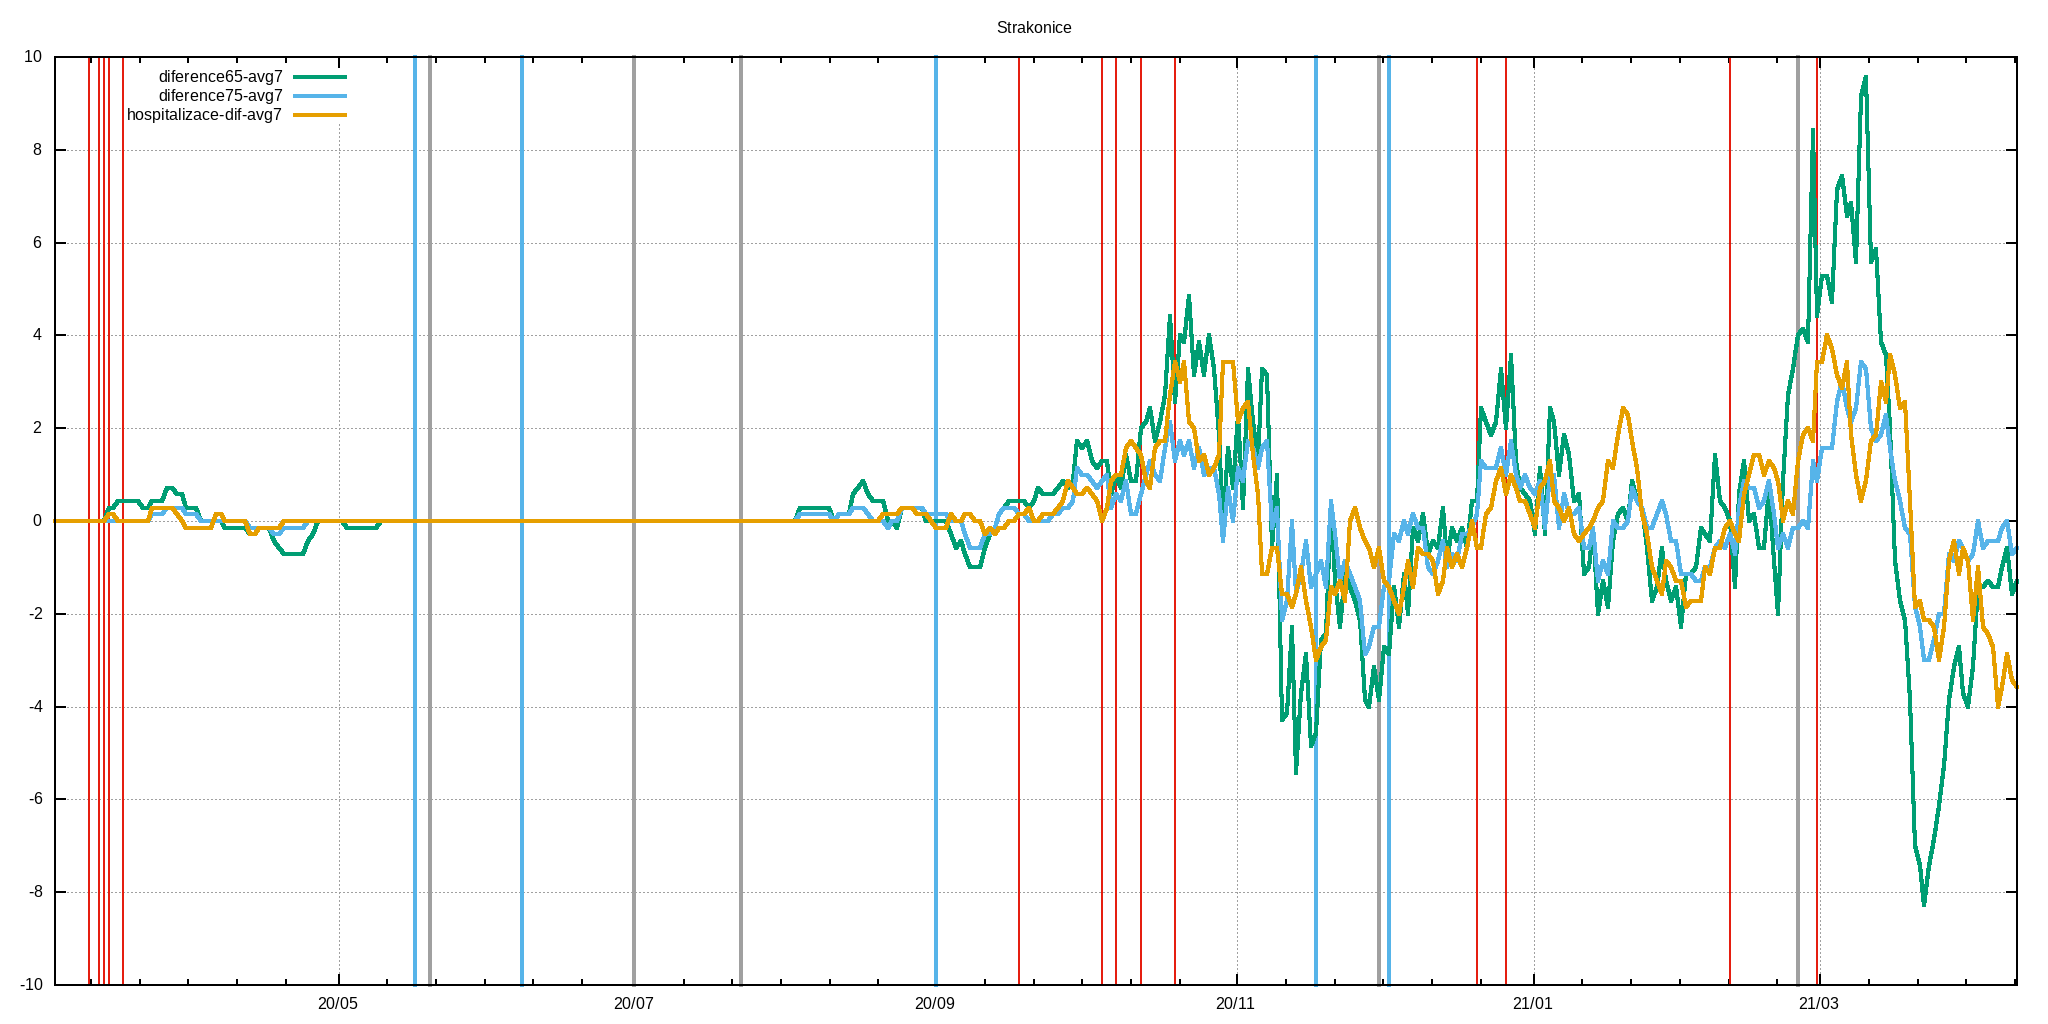 Strakonice
diference65-avg7
diference75-avg7
hospitalizace-dif-avg7
10
8
6
4
2
0
-2
-4
-6
-8
-10
20/05 20/07 20/09 20/11 21/01 21/03